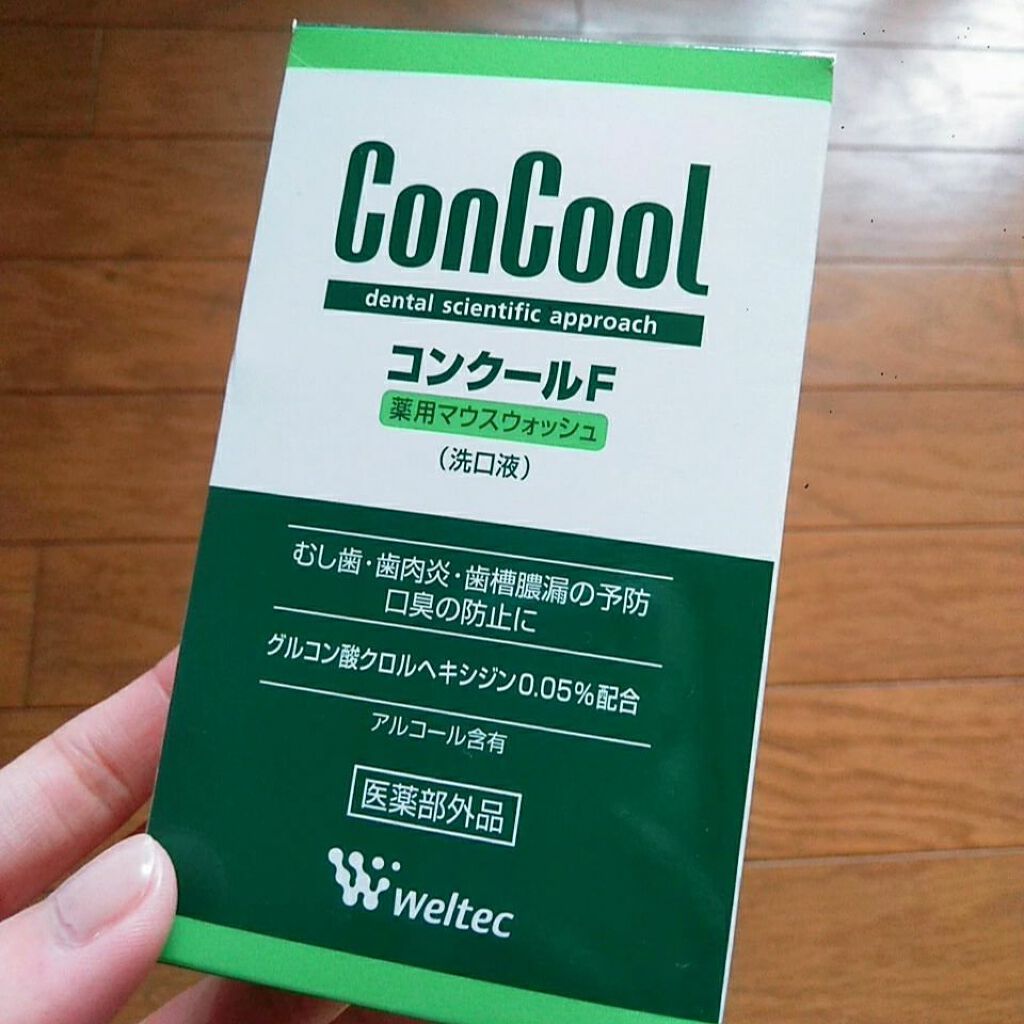 ConCool
dental scientific approach
コンクールF
薬用マウスウォッシュ
(洗口液)
むし歯・歯肉炎・歯槽膿漏の予防
口臭の防止に
グルコン酸クロルヘキシジン0.05%配合
アルコール含有
医薬部外品
weltec